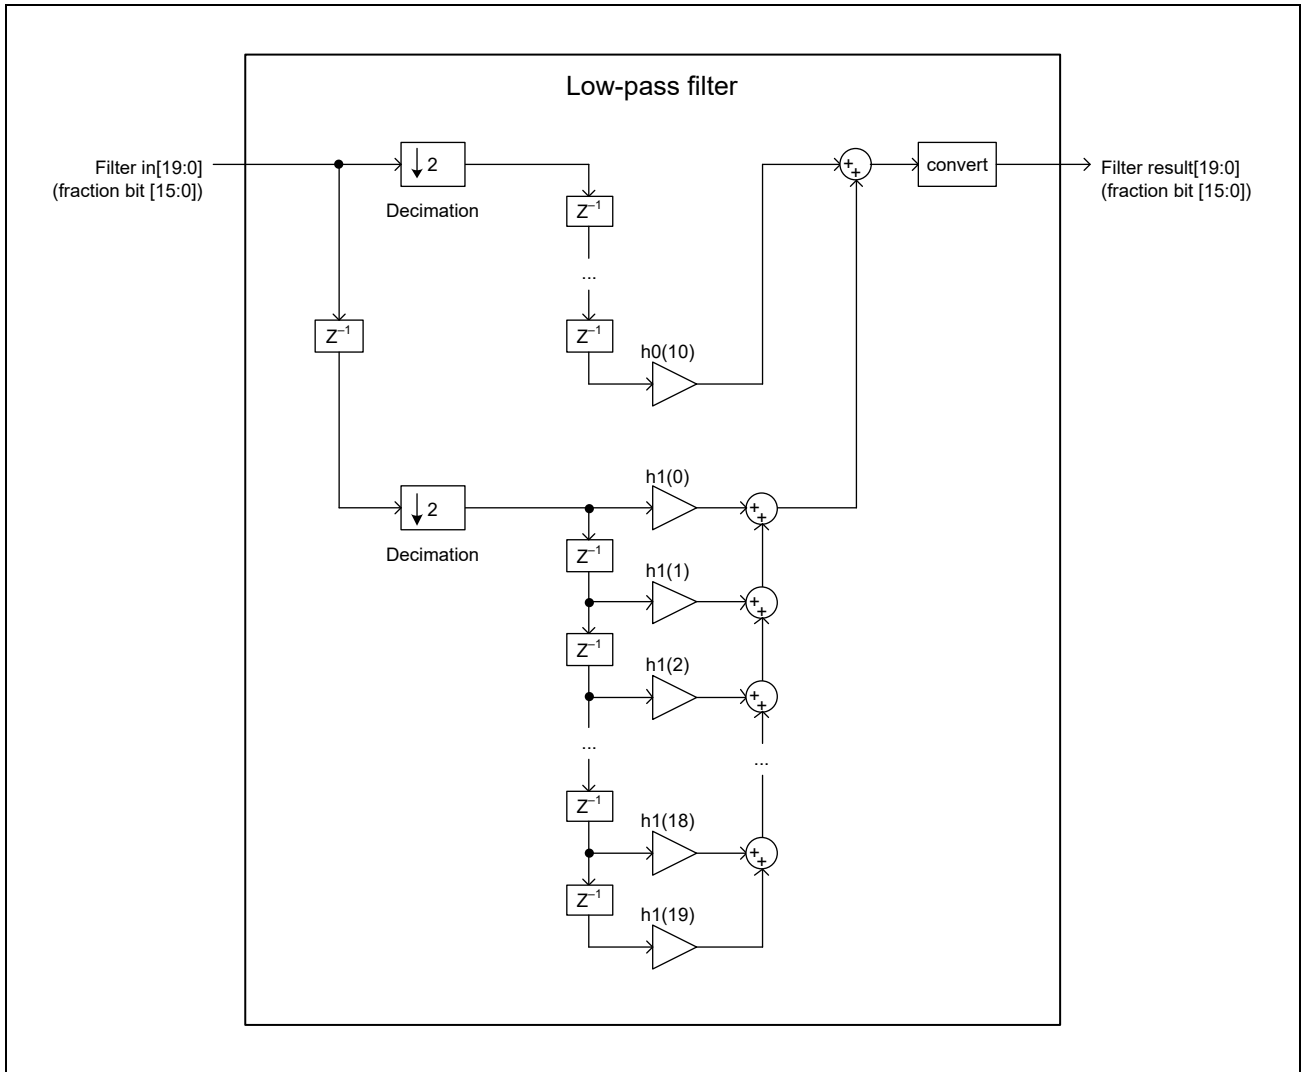 Low-pass filter
Filter in[19:0]
(fraction bit [15:0])
2
Decimation
Z⁻¹
...
Z⁻¹
Z⁻¹
h0(10)
+
+
convert
Filter result[19:0]
(fraction bit [15:0])
2
Decimation
h1(0)
+
+
Z⁻¹
h1(1)
+
+
Z⁻¹
h1(2)
+
+
...
...
Z⁻¹
h1(18)
+
+
Z⁻¹
h1(19)